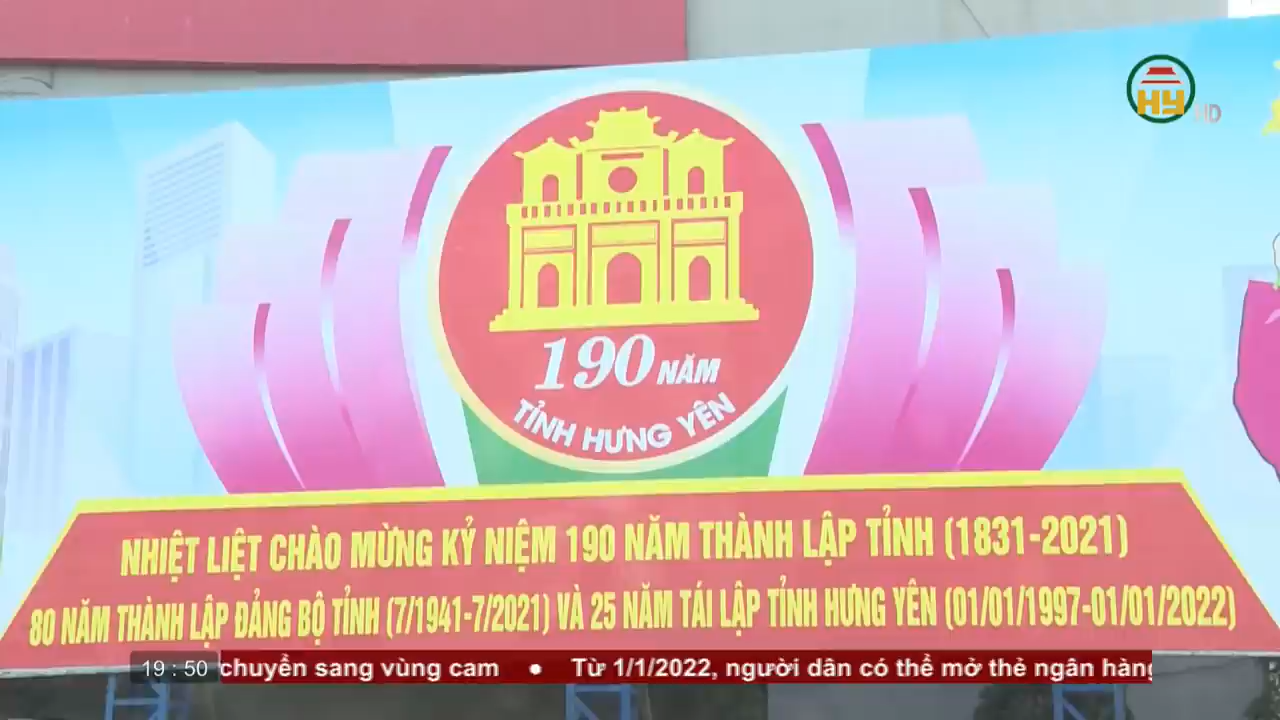 HY HD
190 NĂM
TỈNH HƯNG YÊN
NHIỆT LIỆT CHÀO MỪNG KỶ NIỆM 190 NĂM THÀNH LẬP TỈNH (1831-2021)
80 NĂM THÀNH LẬP ĐẢNG BỘ TỈNH (7/1941-7/2021) VÀ 25 NĂM TÁI LẬP TỈNH HƯNG YÊN (01/01/1997-01/01/2022)
19 : 50 chuyển sang vùng cam • Từ 1/1/2022, người dân có thể mở thẻ ngân hàng